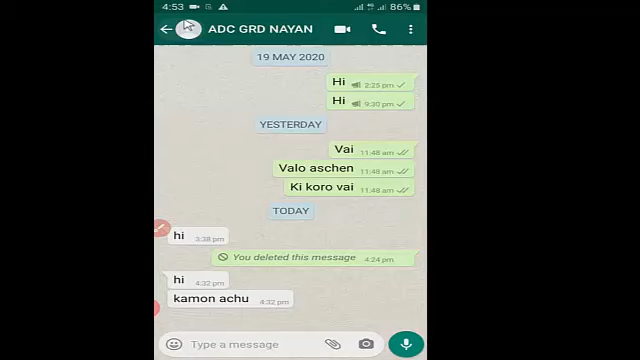 4:53 86%
ADC GRD NAYAN
19 MAY 2020
Hi 2:25 pm
Hi 9:30 pm
YESTERDAY
Vai 11:48 am
Valo aschen 11:48 am
Ki koro vai 11:48 am
TODAY
hi 3:38 pm
You deleted this message 4:24 pm
hi 4:32 pm
kamon achu 4:32 pm
Type a message